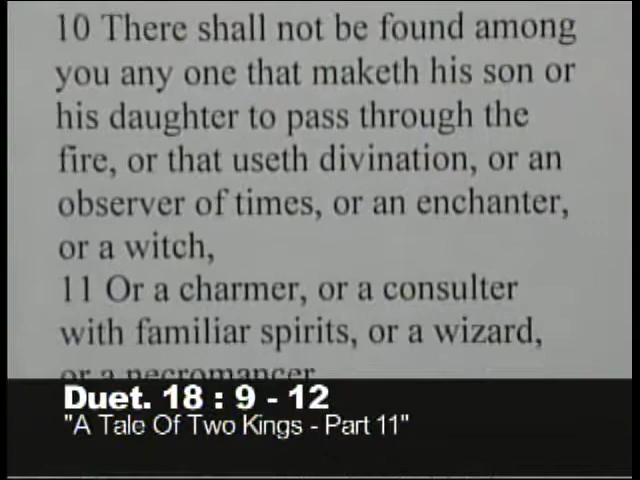 10 There shall not be found among
you any one that maketh his son or
his daughter to pass through the
fire, or that useth divination, or an
observer of times, or an enchanter,
or a witch,
11 Or a charmer, or a consulter
with familiar spirits, or a wizard,
or a necromancer
Duet. 18 : 9 - 12
"A Tale Of Two Kings - Part 11"